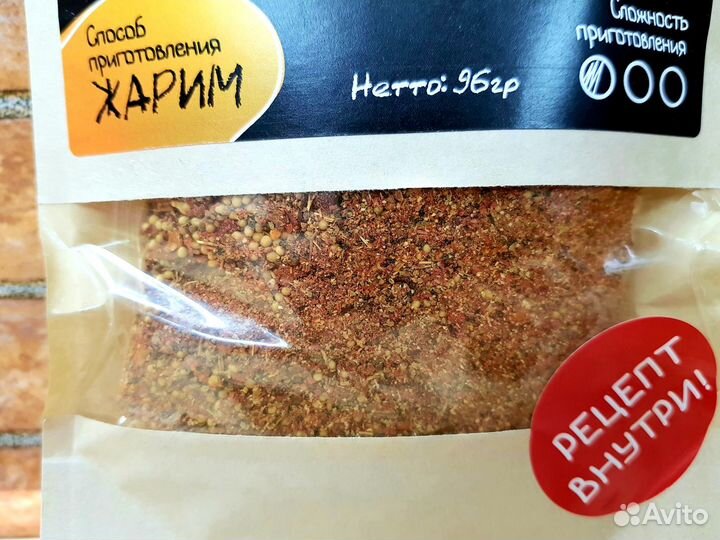 Способ
приготовления
ЖАРИМ
Нетто: 96гр
Сложность
приготовления
РЕЦЕПТ
ВНУТРИ!
Avito